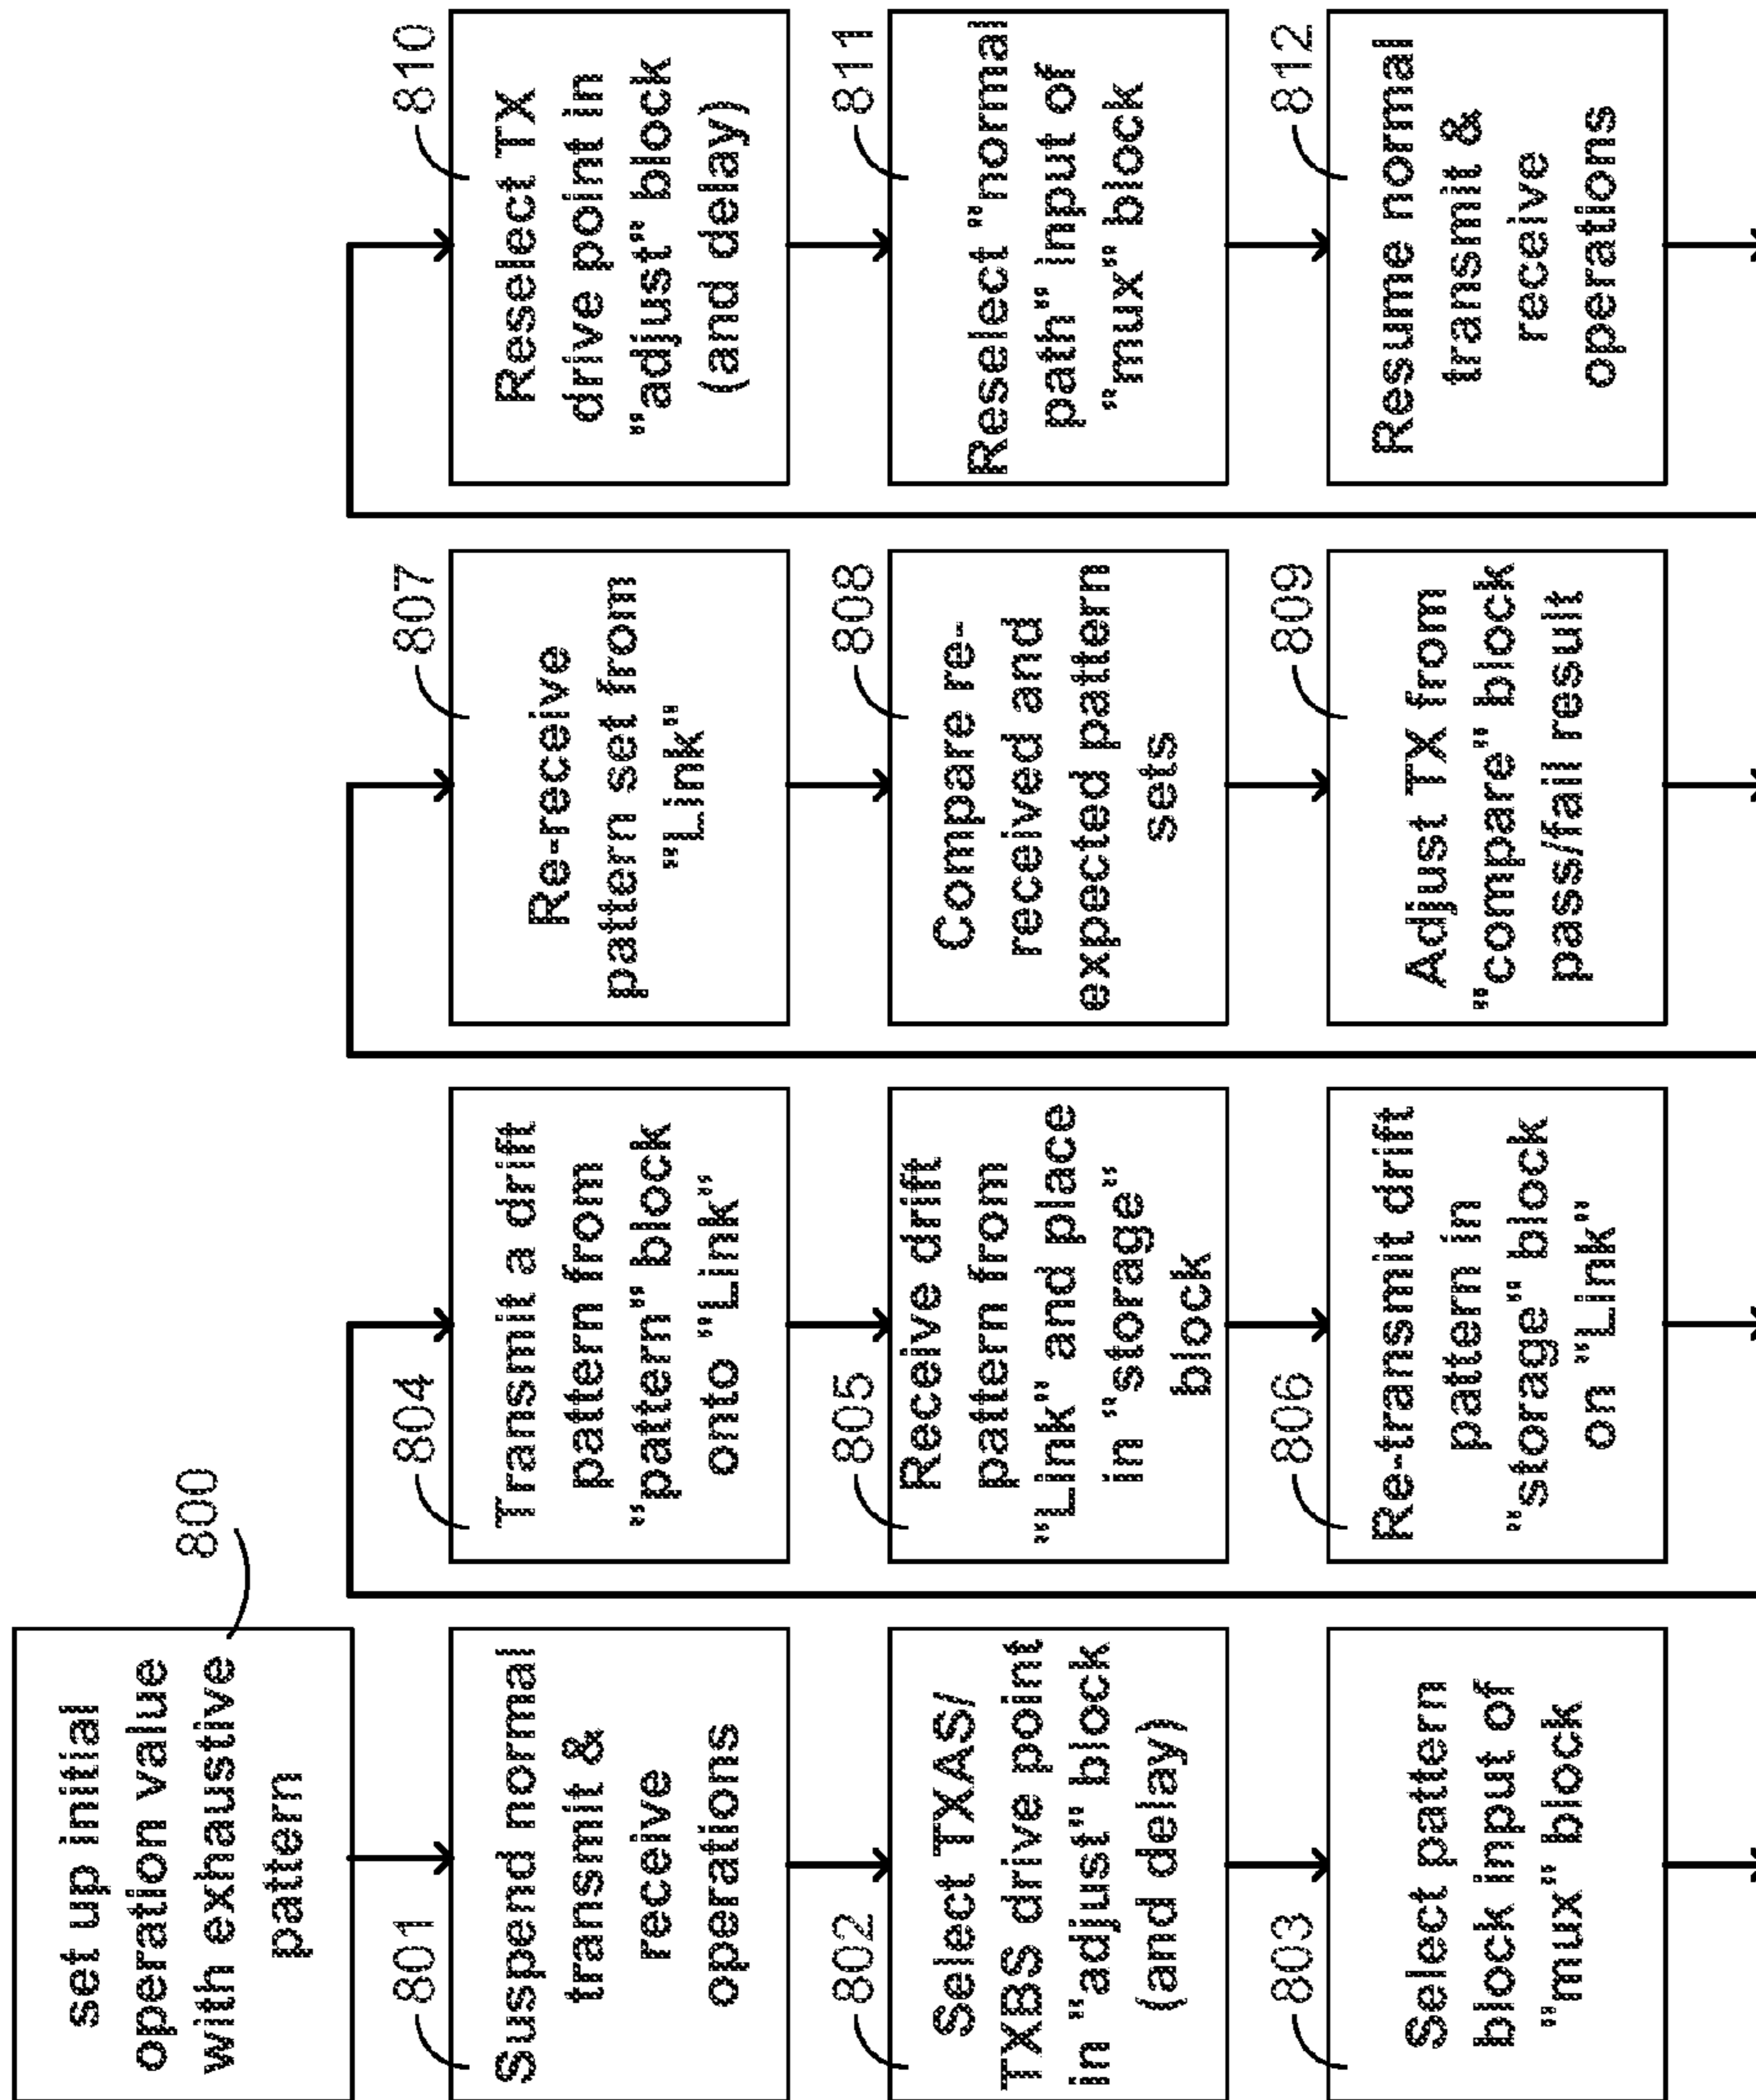 set up initial
operation value
with exhaustive
pattern
800
801
Suspend normal
transmit &
receive
operations
802
Select TXAS/
TXBS drive point
in "adjust" block
(and delay)
803
Select pattern
block input of
"mux" block
804
Transmit a drift
pattern from
"pattern" block
onto "Link"
805
Receive drift
pattern from
"Link" and place
in "storage"
block
806
Re-transmit drift
pattern in
"storage" block
on "Link"
807
Re-receive
pattern set from
"Link"
808
Compare re-
received and
expected pattern
sets
809
Adjust TX from
"compare" block
pass/fail result
810
Reselect TX
drive point in
"adjust" block
(and delay)
811
Reselect "normal
path" input of
"mux" block
812
Resume normal
transmit &
receive
operations